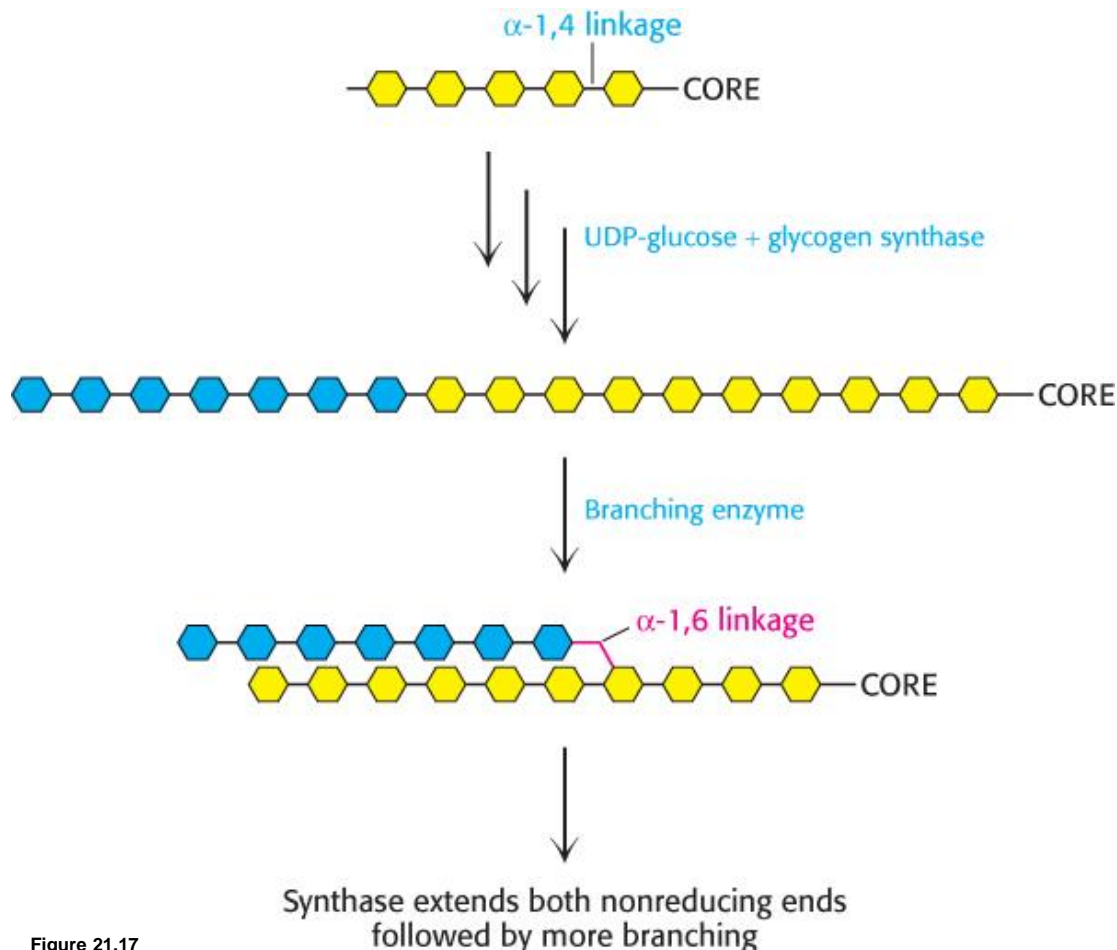 α-1,4 linkage
CORE
UDP-glucose + glycogen synthase
CORE
Branching enzyme
α-1,6 linkage
CORE
Synthase extends both nonreducing ends
followed by more branching
Figure 21.17